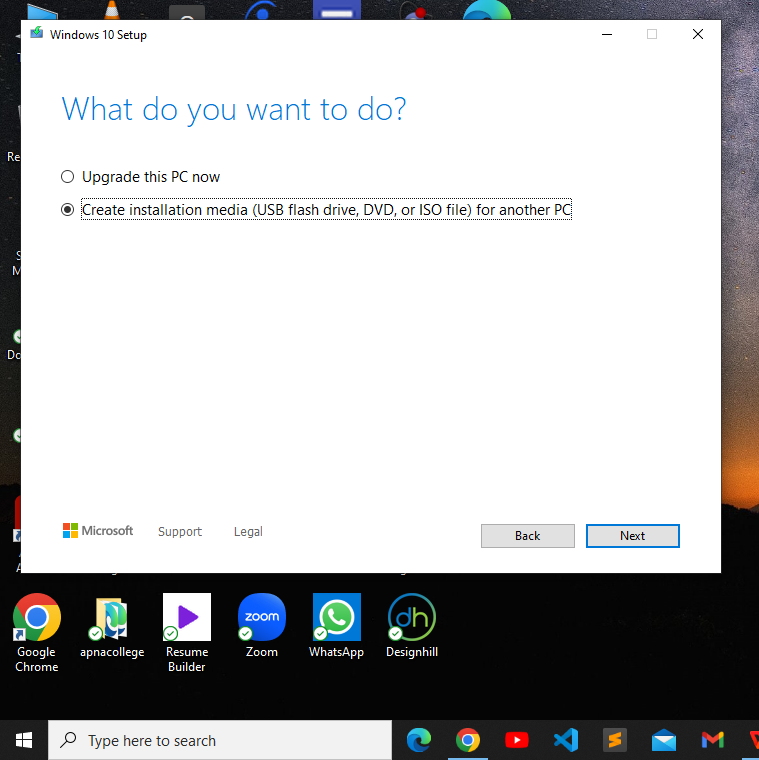 Windows 10 Setup
What do you want to do?
Upgrade this PC now
Create installation media (USB flash drive, DVD, or ISO file) for another PC
Microsoft
Support
Legal
Back
Next
Google
Chrome
apnacollege
Resume
Builder
Zoom
zoom
WhatsApp
dh
Designhill
Type here to search